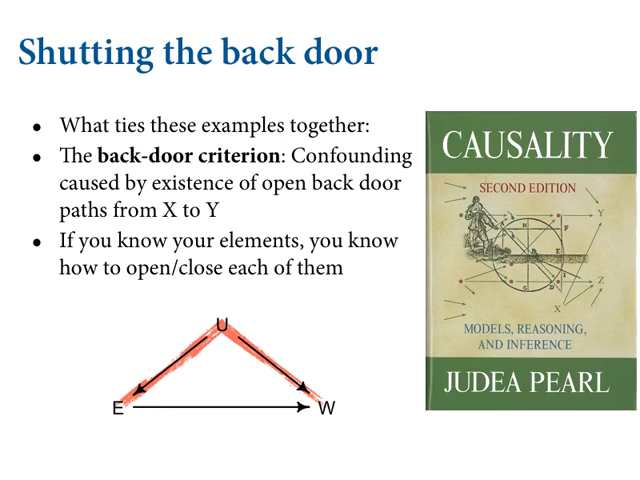 Shutting the back door
• What ties these examples together:
• The back-door criterion: Confounding
caused by existence of open back door
paths from X to Y
• If you know your elements, you know
how to open/close each of them
U
E
W
CAUSALITY
SECOND EDITION
Y
Z
X
MODELS, REASONING,
AND INFERENCE
JUDEA PEARL